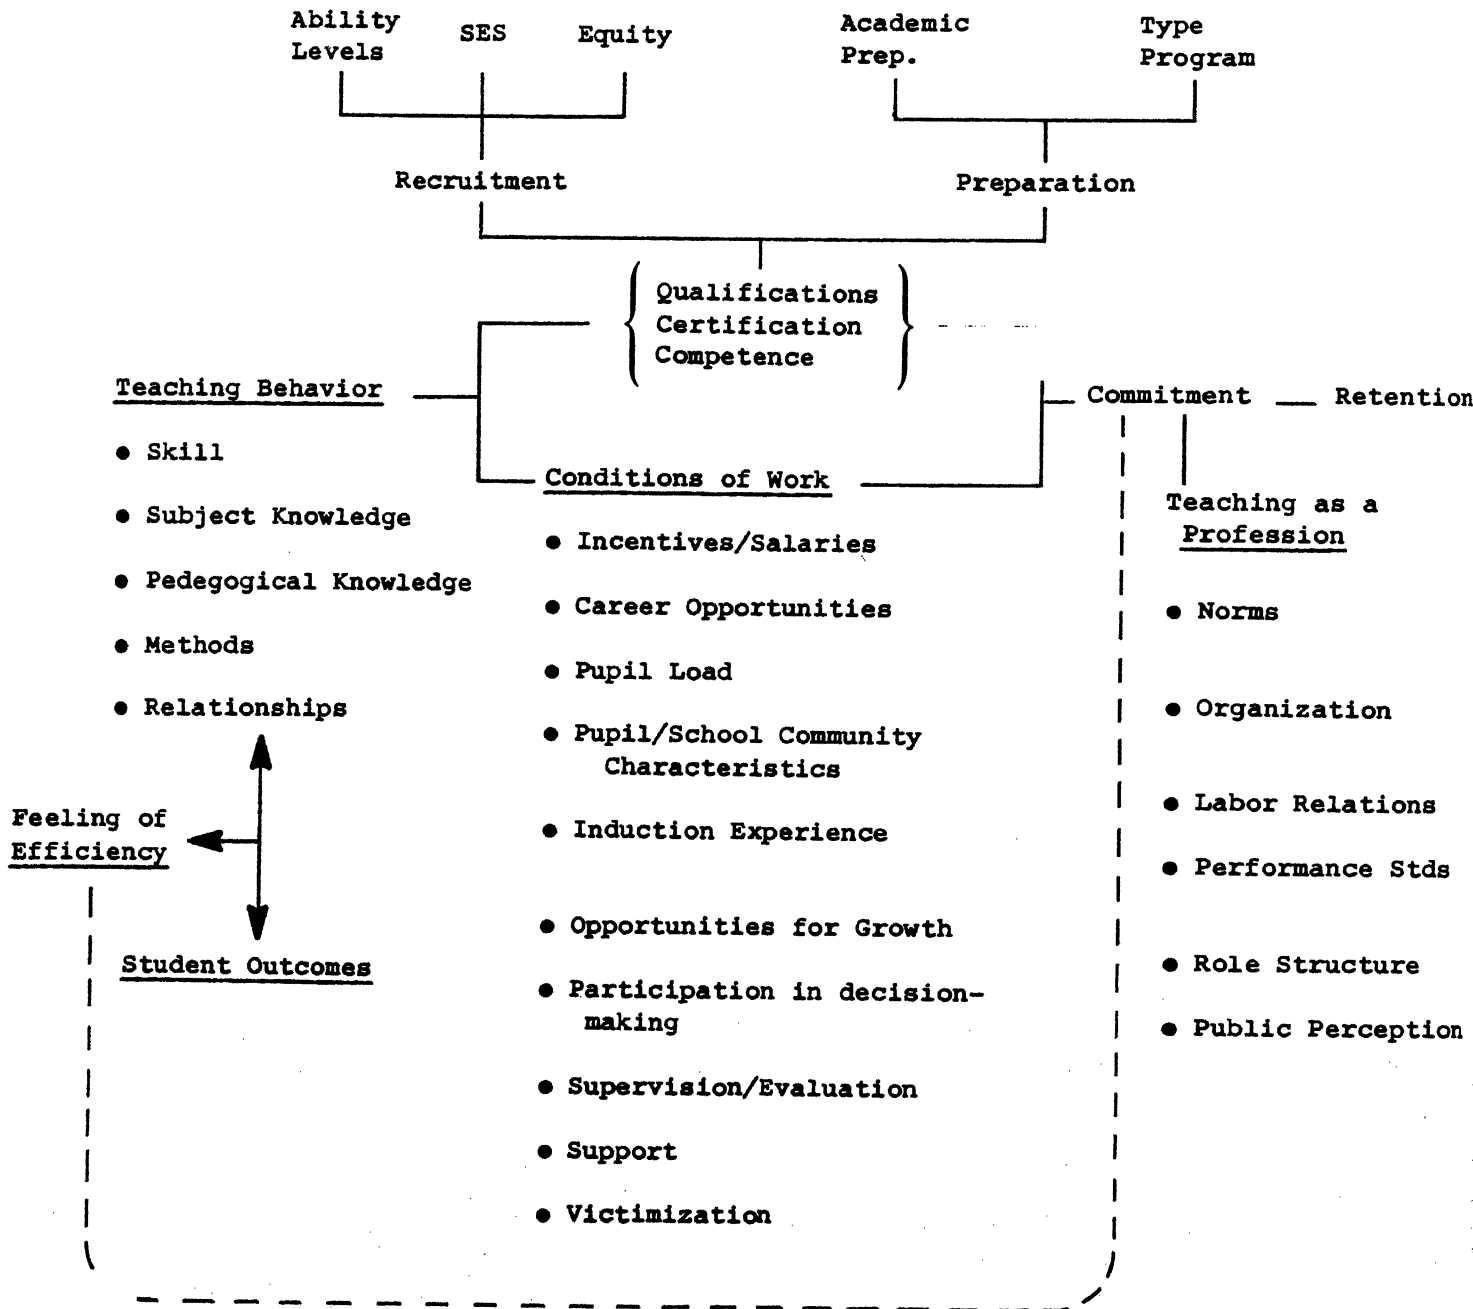 Ability
Levels
SES
Equity
Academic
Prep.
Type
Program
Recruitment
Preparation
Qualifications
Certification
Competence
Teaching Behavior
• Skill
• Subject Knowledge
• Pedegogical Knowledge
• Methods
• Relationships
Feeling of
Efficiency
Student Outcomes
Conditions of Work
• Incentives/Salaries
• Career Opportunities
• Pupil Load
• Pupil/School Community
Characteristics
• Induction Experience
• Opportunities for Growth
• Participation in decision-
making
• Supervision/Evaluation
• Support
• Victimization
Commitment
Retention
Teaching as a
Profession
• Norms
• Organization
• Labor Relations
• Performance Stds
• Role Structure
• Public Perception